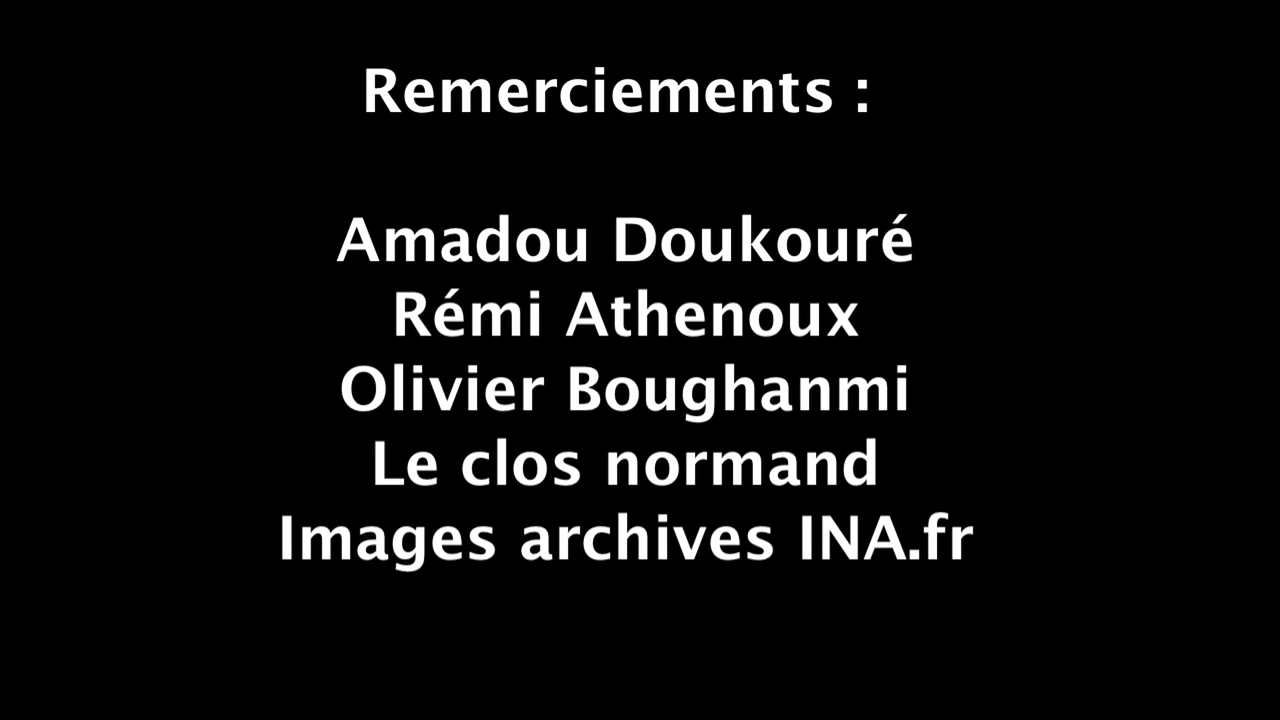 Remerciements :
Amadou Doukouré
Rémi Athenoux
Olivier Boughanmi
Le clos normand
Images archives INA.fr